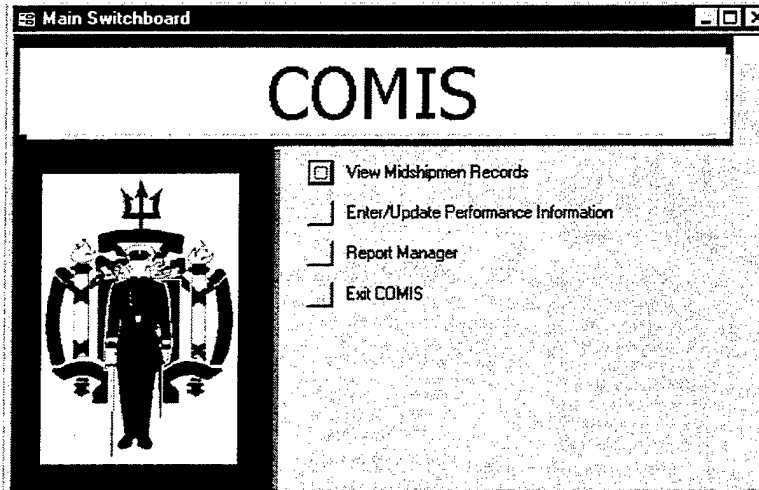 Main Switchboard
COMIS
View Midshipmen Records
Enter/Update Performance Information
Report Manager
Exit COMIS